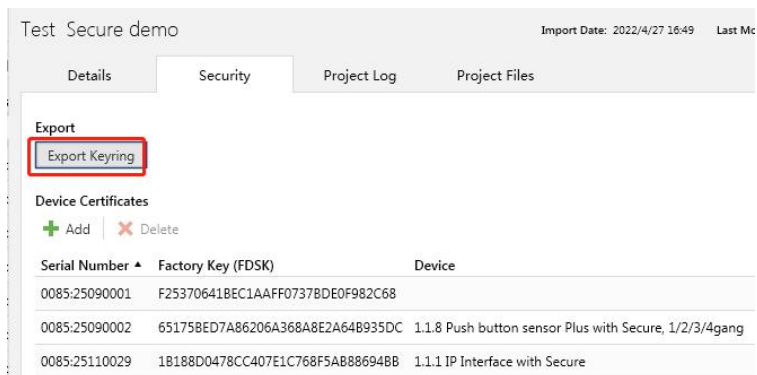 Test Secure demo Import Date: 2022/4/27 16:49 Last Mo
Details Security Project Log Project Files
Export
Export Keyring
Device Certificates
Add Delete
Serial Number Factory Key (FDSK) Device
0085:25090001 F25370641BEC1AAFF0737BDE0F982C68
0085:25090002 65175BED7A86206A368A8E2A64B935DC 1.1.8 Push button sensor Plus with Secure, 1/2/3/4gang
0085:25110029 1B188D0478CC407E1C768F5AB88694BB 1.1.1 IP Interface with Secure